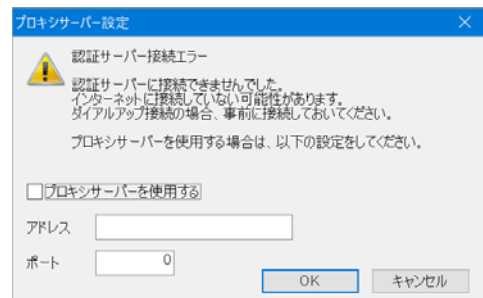 プロキシサーバー設定
認証サーバー接続エラー
認証サーバーに接続できませんでした。
インターネットに接続していない可能性があります。
ダイアルアップ接続の場合、事前に接続しておいてください。
プロキシサーバーを使用する場合は、以下の設定をしてください。
プロキシサーバーを使用する
アドレス
ポート 0
OK キャンセル